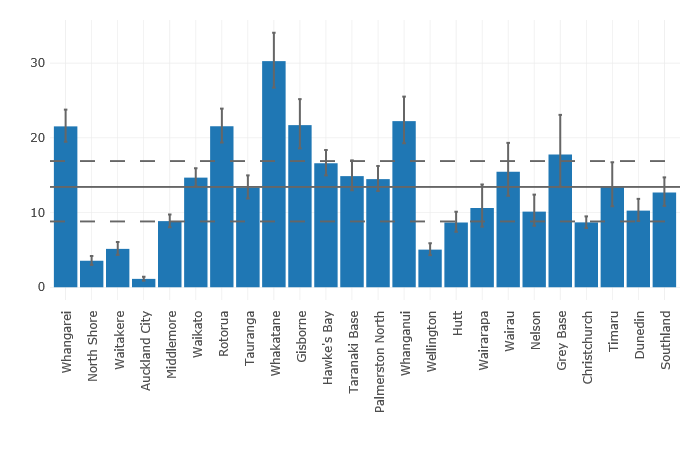 30
20
10
0
Whangarei
North Shore
Waitakere
Auckland City
Middlemore
Waikato
Rotorua
Tauranga
Whakatane
Gisborne
Hawke's Bay
Taranaki Base
Palmerston North
Whanganui
Wellington
Hutt
Wairarapa
Wairau
Nelson
Grey Base
Christchurch
Timaru
Dunedin
Southland